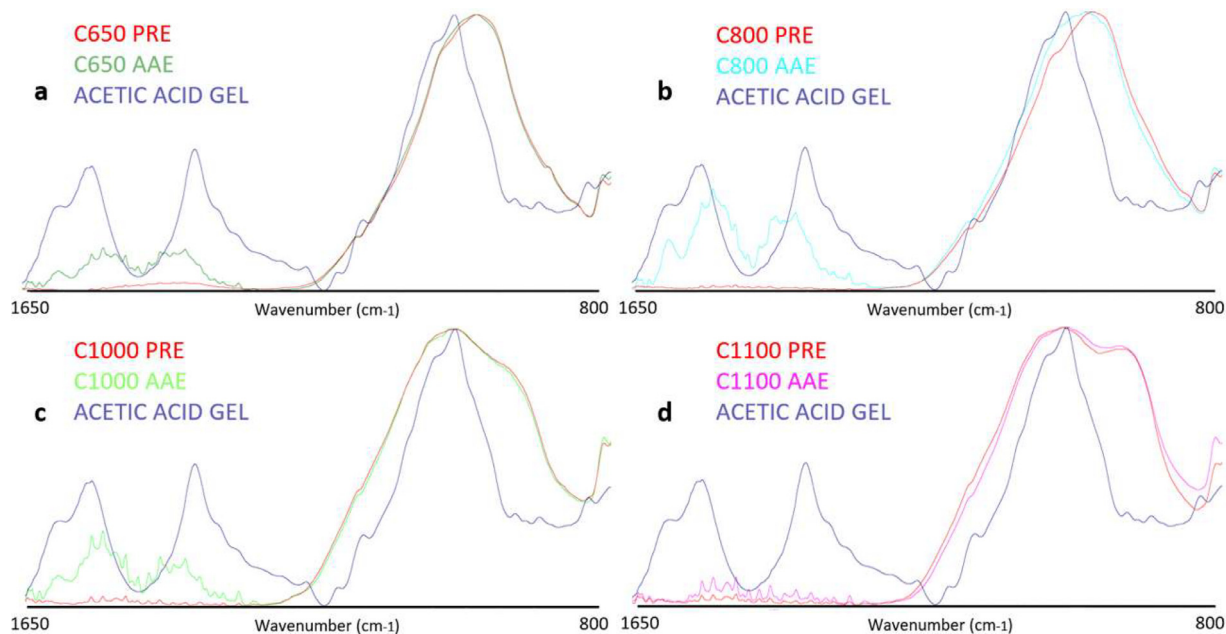 C650 PRE
C650 AAE
ACETIC ACID GEL
a
1650
Wavenumber (cm-1)
800
C800 PRE
C800 AAE
ACETIC ACID GEL
b
1650
Wavenumber (cm-1)
800
C1000 PRE
C1000 AAE
ACETIC ACID GEL
c
1650
Wavenumber (cm-1)
800
C1100 PRE
C1100 AAE
ACETIC ACID GEL
d
1650
Wavenumber (cm-1)
800